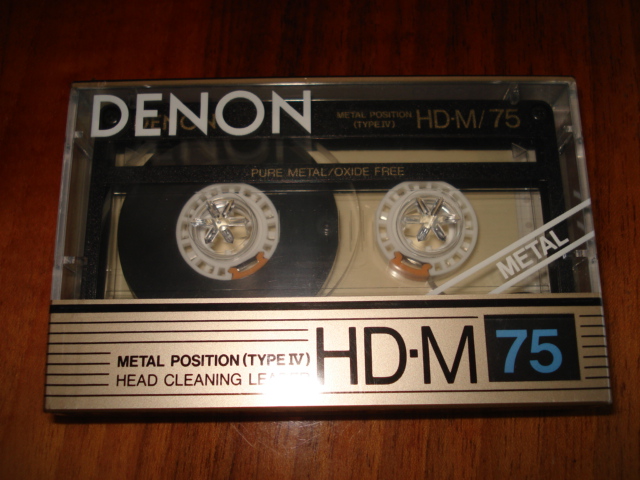 DENON
METAL POSITION
(TYPE IV)
HD-M/75
PURE METAL/OXIDE FREE
METAL
METAL POSITION (TYPE IV)
HEAD CLEANING LEADER
HD·M 75